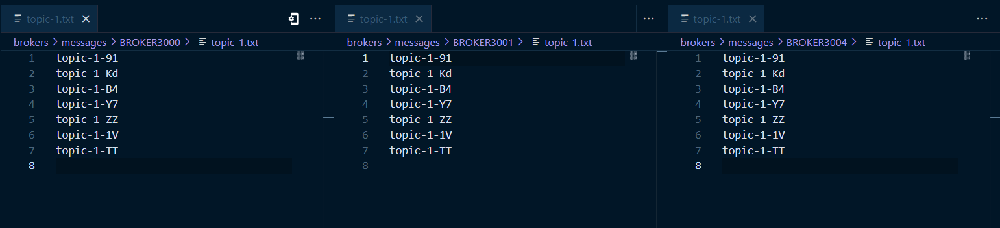 topic-1.txt
brokers > messages > BROKER3000 > topic-1.txt
1 topic-1-91
2 topic-1-Kd
3 topic-1-B4
4 topic-1-Y7
5 topic-1-ZZ
6 topic-1-1V
7 topic-1-TT
8
topic-1.txt
brokers > messages > BROKER3001 > topic-1.txt
1 topic-1-91
2 topic-1-Kd
3 topic-1-B4
4 topic-1-Y7
5 topic-1-ZZ
6 topic-1-1V
7 topic-1-TT
8
topic-1.txt
brokers > messages > BROKER3004 > topic-1.txt
1 topic-1-91
2 topic-1-Kd
3 topic-1-B4
4 topic-1-Y7
5 topic-1-ZZ
6 topic-1-1V
7 topic-1-TT
8